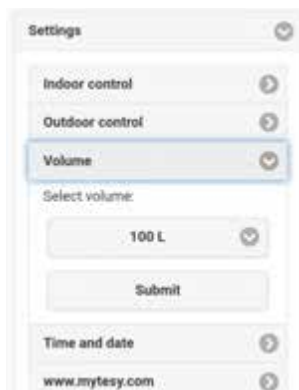 Settings
Indoor control
Outdoor control
Volume
Select volume:
100 L
Submit
Time and date
www.mytesy.com